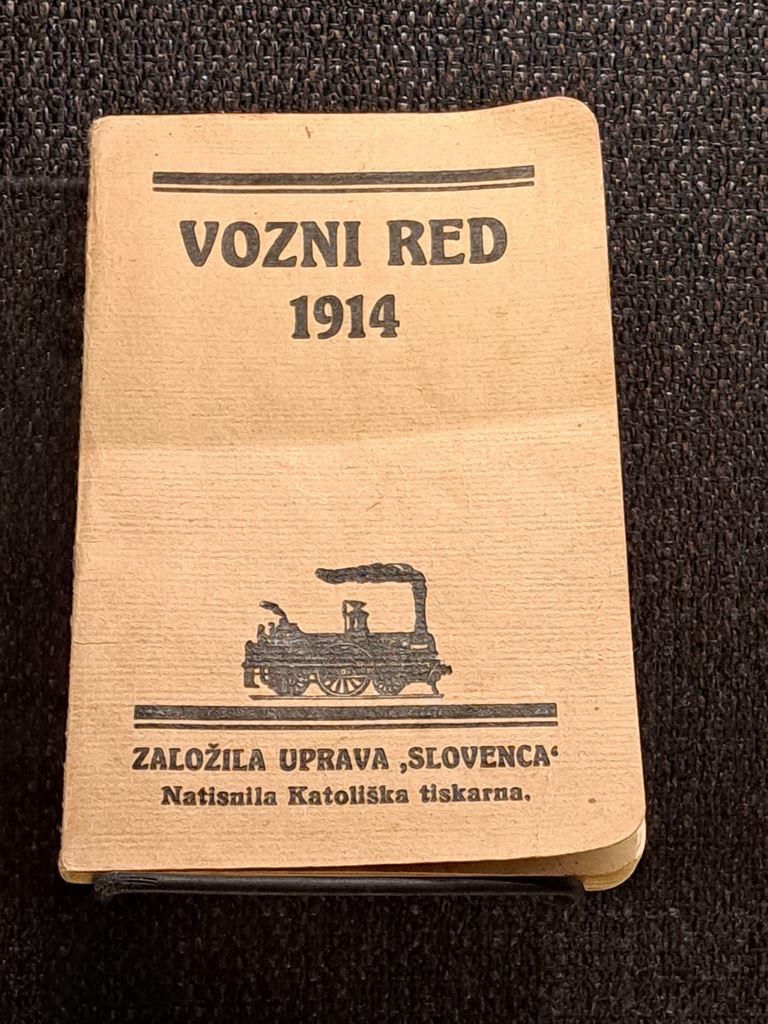 VOZNI RED
1914
ZALOŽILA UPRAVA ‚SLOVENCA‘
Natisnila Katoliška tiskarna.